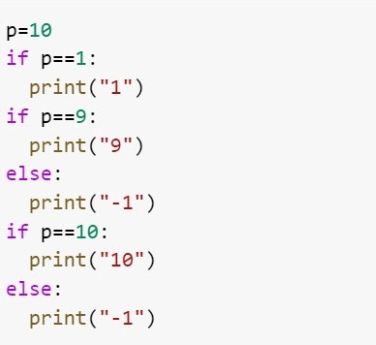 p=10
if p==1:
  print("1")
if p==9:
  print("9")
else:
  print("-1")
if p==10:
  print("10")
else:
  print("-1")